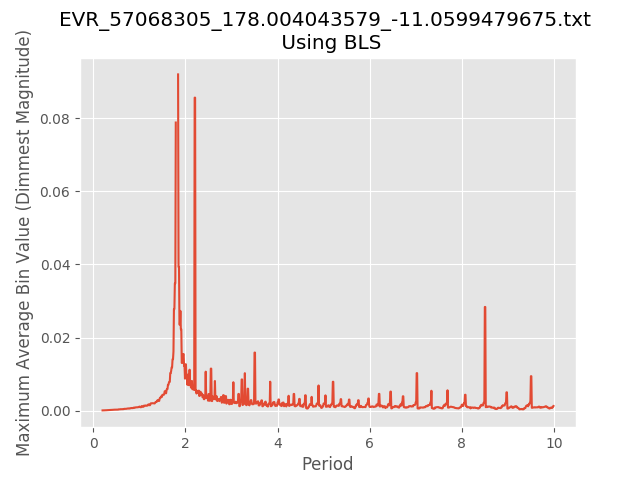 EVR_57068305_178.004043579_-11.0599479675.txt
Using BLS
Maximum Average Bin Value (Dimmest Magnitude)
0.08
0.06
0.04
0.02
0.00
0
2
4
6
8
10
Period